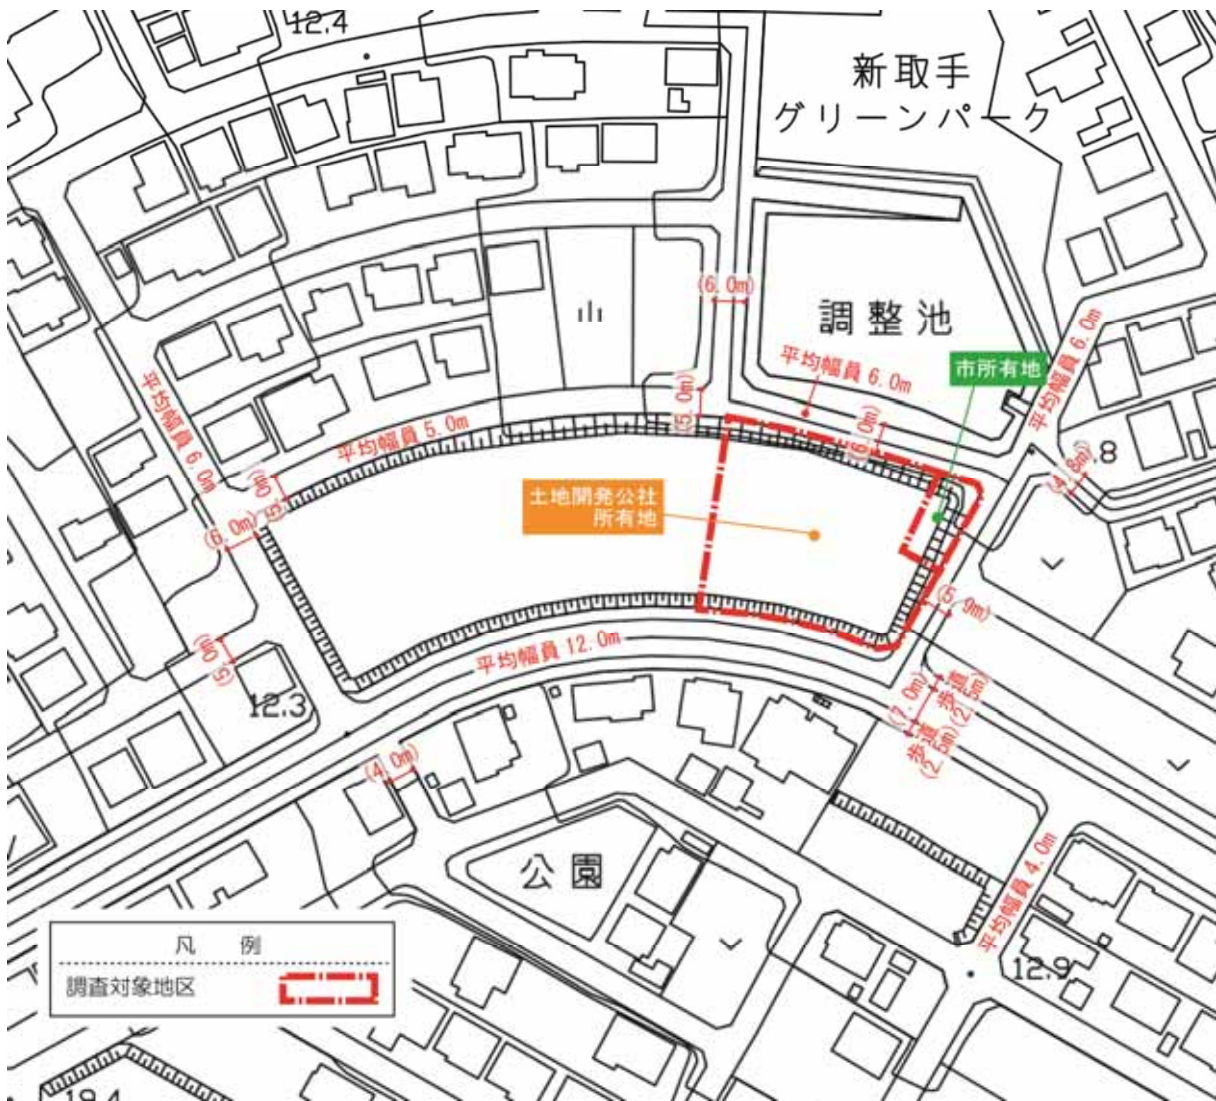 12.4
新取手
グリーンパーク
(6.0m)
調整池
平均幅員 6.0m
市所有地
平均幅員 6.0m
平均幅員 6.0m
平均幅員 5.0m
(5.0m)
(6.0m)
.8
(4.8m)
(5.0m)
土地開発公社
所有地
(6.0m)
(5.9m)
(5.0m)
平均幅員 12.0m
12.3
(7.0m)
歩道
(2.5m)
歩道
(2.5m)
(4.0m)
公園
平均幅員 4.0m
凡 例
調査対象地区
12.9
19.4